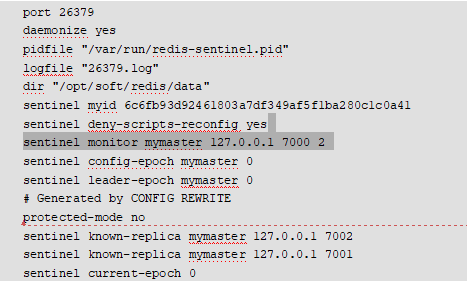 port 26379
daemonize yes
pidfile "/var/run/redis-sentinel.pid"
logfile "26379.log"
dir "/opt/soft/redis/data"
sentinel myid 6c6fb93d92461803a7df349af5f1ba280c1c0a41
sentinel deny-scripts-reconfig yes
sentinel monitor mymaster 127.0.0.1 7000 2
sentinel config-epoch mymaster 0
sentinel leader-epoch mymaster 0
# Generated by CONFIG REWRITE
protected-mode no
sentinel known-replica mymaster 127.0.0.1 7002
sentinel known-replica mymaster 127.0.0.1 7001
sentinel current-epoch 0